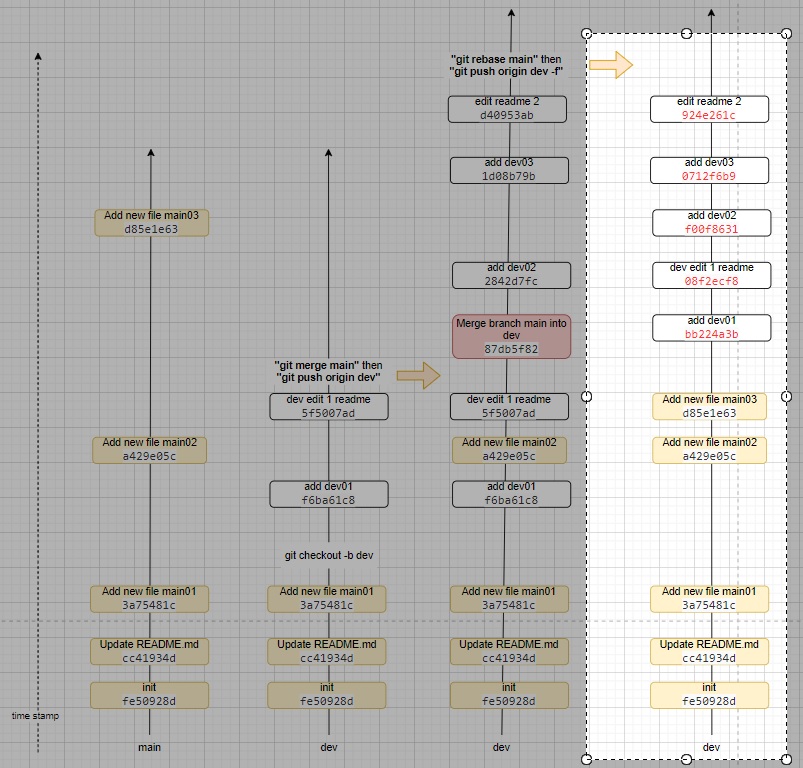 "git rebase main" then
"git push origin dev -f"
edit readme 2
d40953ab
edit readme 2
924e261c
add dev03
1d08b79b
add dev03
0712f6b9
Add new file main03
d85e1e63
add dev02
f00f8631
add dev02
2842d7fc
dev edit 1 readme
08f2ecf8
Merge branch main into
dev
87db5f82
add dev01
bb224a3b
"git merge main" then
"git push origin dev"
dev edit 1 readme
5f5007ad
dev edit 1 readme
5f5007ad
Add new file main03
d85e1e63
Add new file main02
a429e05c
Add new file main02
a429e05c
Add new file main02
a429e05c
add dev01
f6ba61c8
add dev01
f6ba61c8
git checkout -b dev
Add new file main01
3a75481c
Add new file main01
3a75481c
Add new file main01
3a75481c
Add new file main01
3a75481c
Update README.md
cc41934d
Update README.md
cc41934d
Update README.md
cc41934d
Update README.md
cc41934d
init
fe50928d
init
fe50928d
init
fe50928d
init
fe50928d
time stamp
main
dev
dev
dev